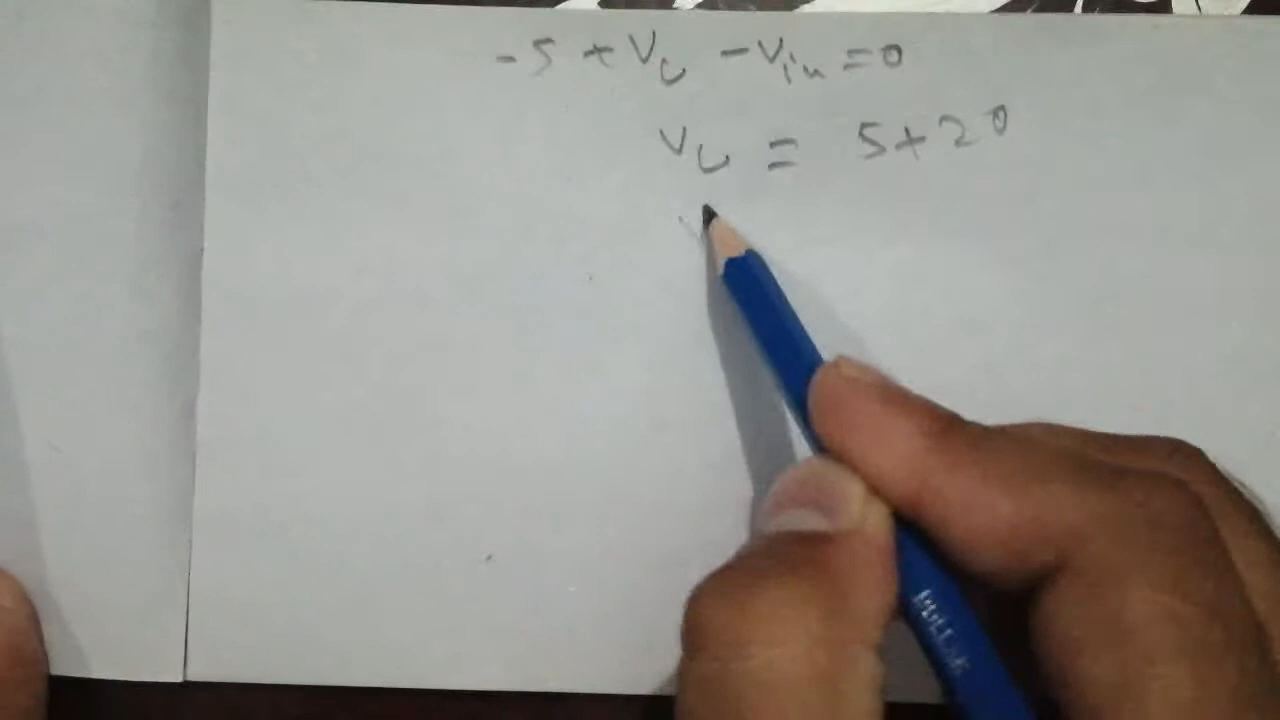 -5 + Vc - Vin = 0
Vc = 5 + 20